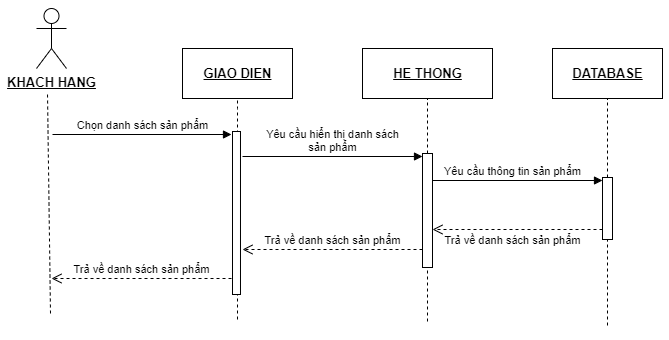 KHACH HANG
GIAO DIEN
HE THONG
DATABASE
Chọn danh sách sản phẩm
Yêu cầu hiển thị danh sách
sản phẩm
Yêu cầu thông tin sản phẩm
Trả về danh sách sản phẩm
Trả về danh sách sản phẩm
Trả về danh sách sản phẩm